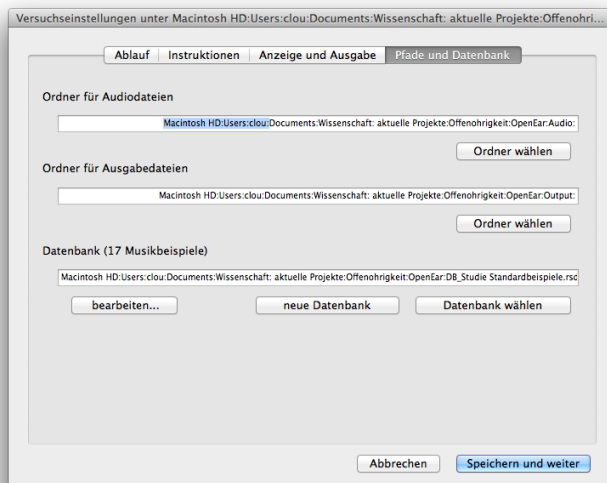 Versuchseinstellungen unter Macintosh HD:Users:clou:Documents:Wissenschaft: aktuelle Projekte:Offenohri...
Ablauf Instruktionen Anzeige und Ausgabe Pfade und Datenbank
Ordner für Audiodateien
Macintosh HD:Users:clou:Documents:Wissenschaft: aktuelle Projekte:Offenohrigkeit:OpenEar:Audio:
Ordner wählen
Ordner für Ausgabedateien
Macintosh HD:Users:clou:Documents:Wissenschaft: aktuelle Projekte:Offenohrigkeit:OpenEar:Output:
Ordner wählen
Datenbank (17 Musikbeispiele)
Macintosh HD:Users:clou:Documents:Wissenschaft: aktuelle Projekte:Offenohrigkeit:OpenEar:DB_Studie Standardbeispiele.rsd
bearbeiten... neue Datenbank Datenbank wählen
Abbrechen Speichern und weiter